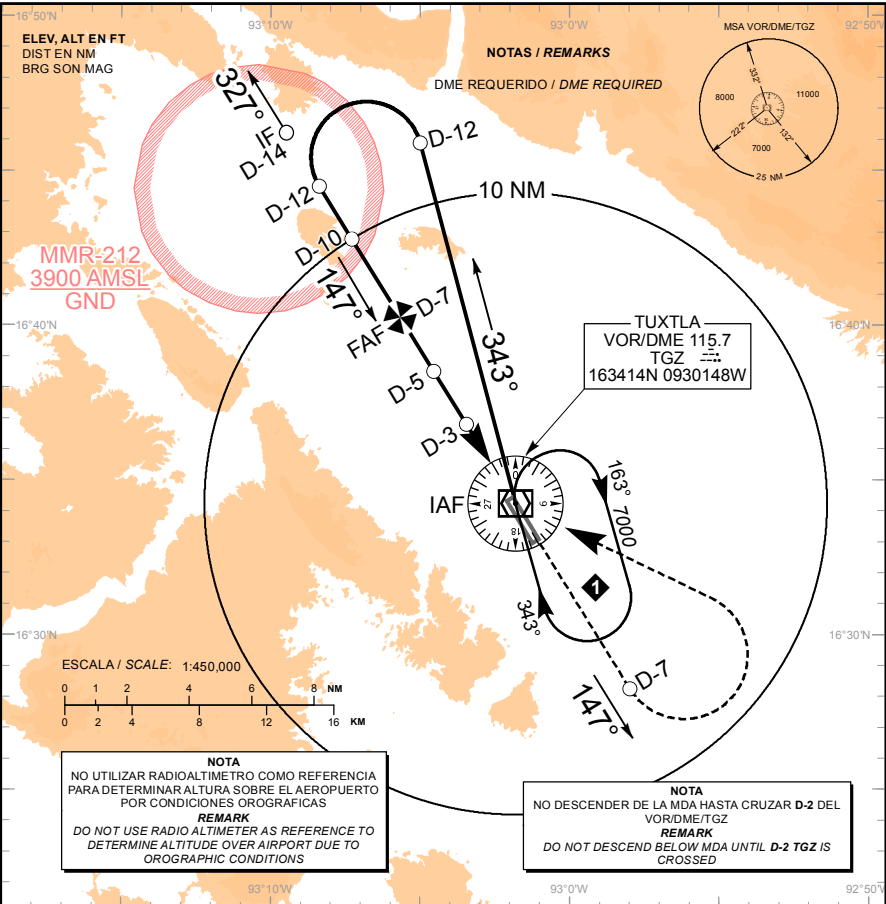 16°50'N
93°10'W
93°0'W
92°50'W
ELEV, ALT EN FT
DIST EN NM
BRG SON MAG
NOTAS / REMARKS
DME REQUERIDO / DME REQUIRED
MSA VOR/DME/TGZ
332°
8000
11000
222°
132°
7000
25 NM
327°
IF
D-14
D-12
D-12
10 NM
D-10
MMR-212
3900 AMSL
GND
147°
D-7
FAF
16°40'N
16°40'N
343°
TUXTLA
VOR/DME 115.7
TGZ
163414N 0930148W
D-5
D-3
IAF
0
27
9
18
163° 7000
1
343°
16°30'N
16°30'N
D-7
147°
ESCALA / SCALE: 1:450,000
0 1 2 4 6 8 NM
0 2 4 8 12 16 KM
NOTA
NO UTILIZAR RADIOALTIMETRO COMO REFERENCIA
PARA DETERMINAR ALTURA SOBRE EL AEROPUERTO
POR CONDICIONES OROGRAFICAS
REMARK
DO NOT USE RADIO ALTIMETER AS REFERENCE TO
DETERMINE ALTITUDE OVER AIRPORT DUE TO
OROGRAPHIC CONDITIONS
NOTA
NO DESCENDER DE LA MDA HASTA CRUZAR D-2 DEL
VOR/DME/TGZ
REMARK
DO NOT DESCEND BELOW MDA UNTIL D-2 TGZ IS
CROSSED
93°10'W
93°0'W
92°50'W